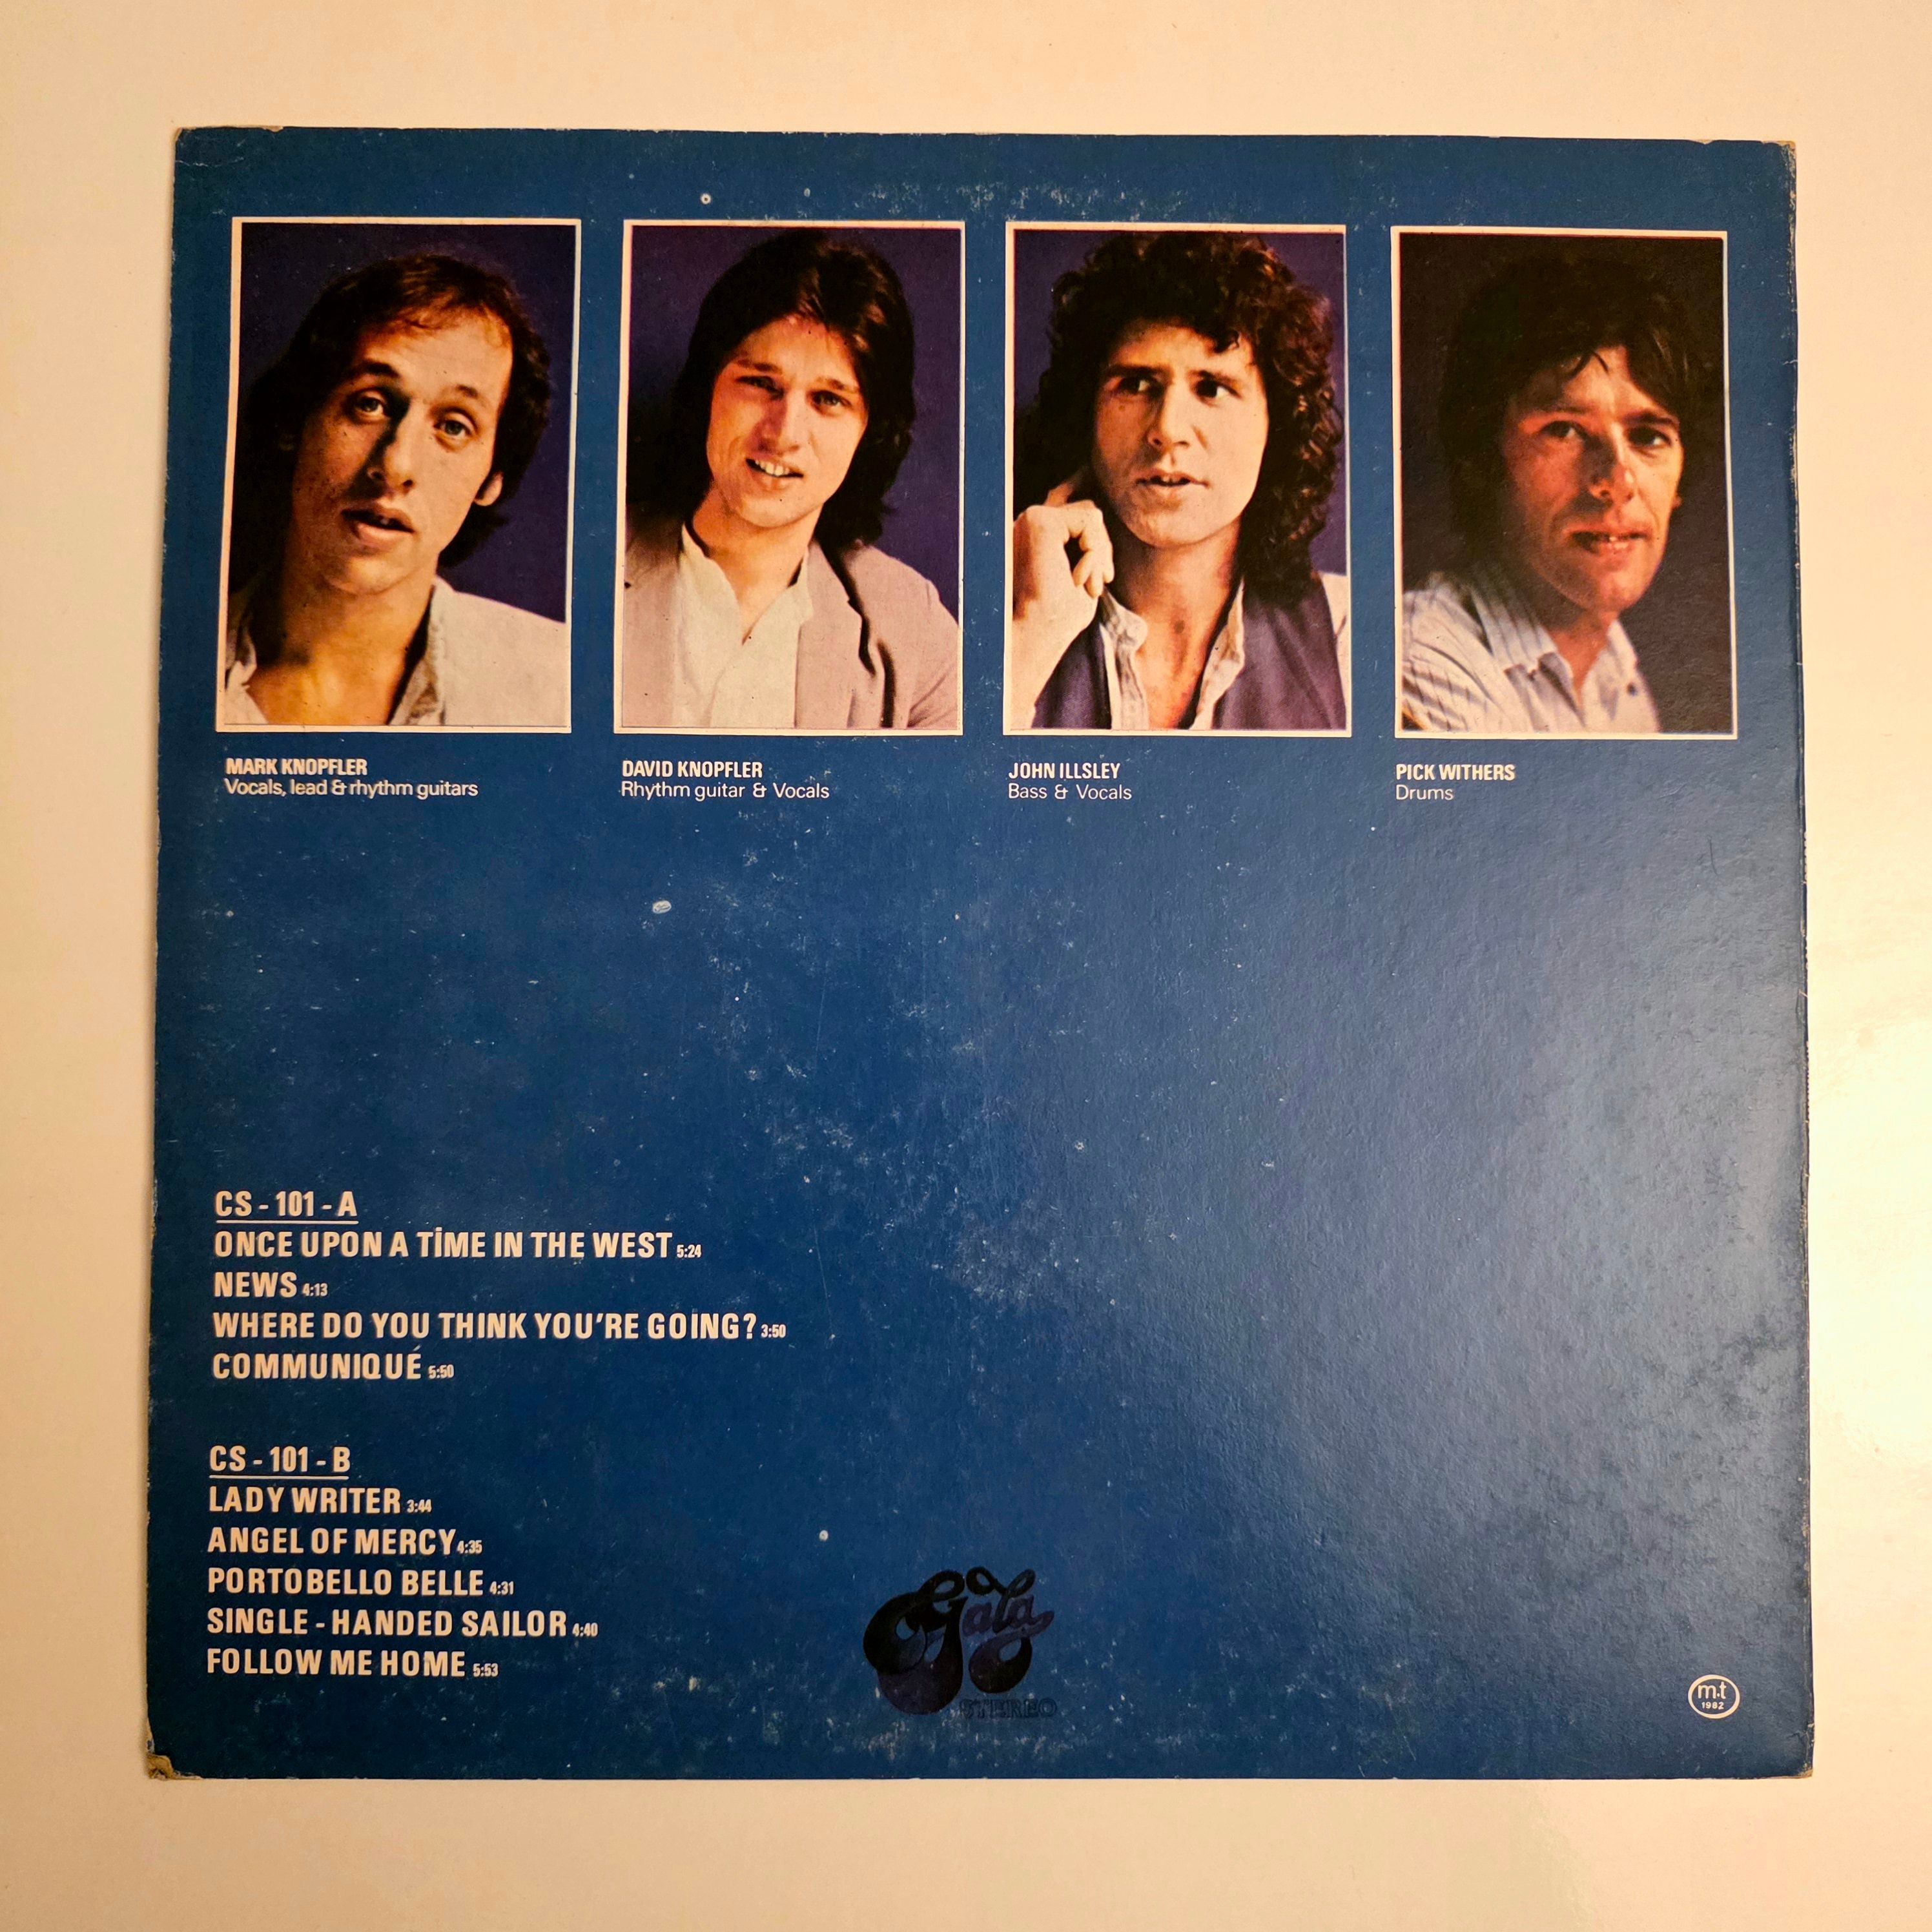 MARK KNOPFLER
Vocals, lead & rhythm guitars
DAVID KNOPFLER
Rhythm guitar & Vocals
JOHN ILLSLEY
Bass & Vocals
PICK WITHERS
Drums
CS - 101 - A
ONCE UPON A TİME IN THE WEST 5:24
NEWS 4:13
WHERE DO YOU THINK YOU'RE GOING? 3:50
COMMUNIQUÉ 5:50
CS - 101 - B
LADY WRITER 3:44
ANGEL OF MERCY 4:35
PORTOBELLO BELLE 4:31
SINGLE - HANDED SAILOR 4:40
FOLLOW ME HOME 5:53
Gala
STEREO
m.t
1982